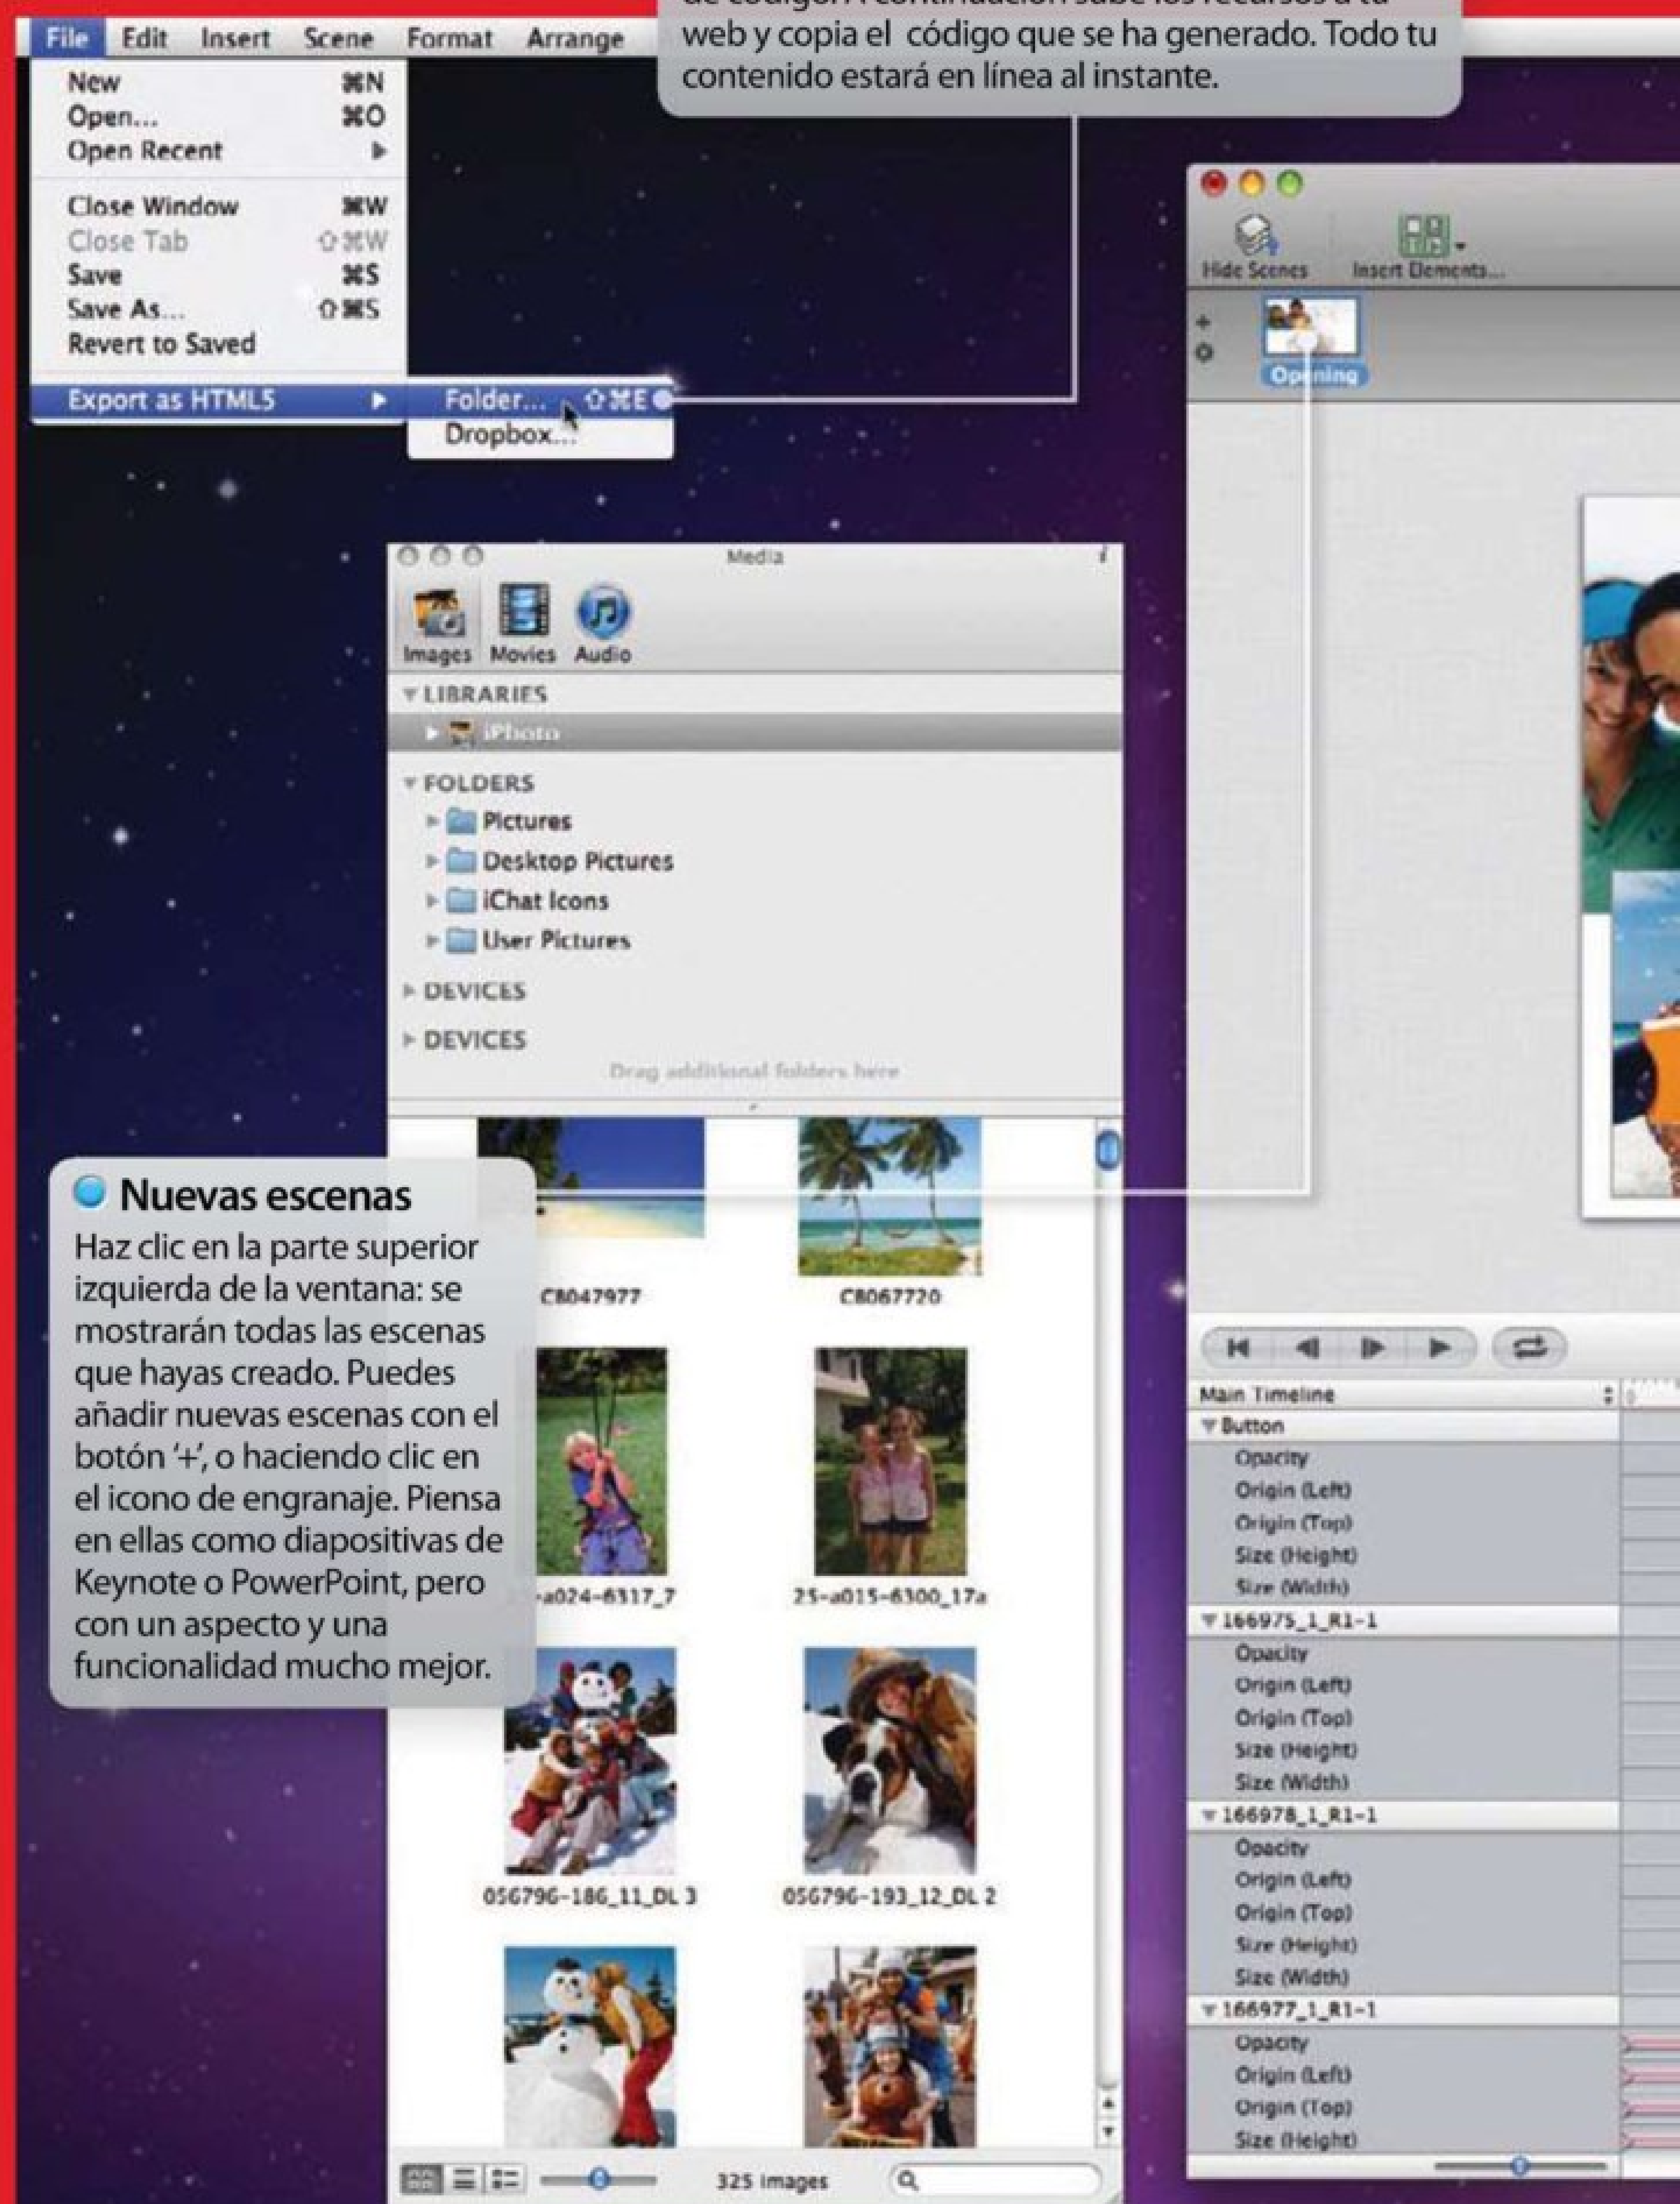 File Edit Insert Scene Format Arrange
New ⌘N
Open... ⌘O
Open Recent
Close Window ⌘W
Close Tab ⇧⌘W
Save ⌘S
Save As... ⇧⌘S
Revert to Saved
Export as HTML5
Folder... ⇧⌘E
Dropbox...
web y copia el código que se ha generado. Todo tu
contenido estará en línea al instante.
Hide Scenes Insert Elements...
Opening
Media
Images Movies Audio
LIBRARIES
iPhoto
FOLDERS
Pictures
Desktop Pictures
iChat Icons
User Pictures
DEVICES
DEVICES
Drag additional folders here
Nuevas escenas
Haz clic en la parte superior
izquierda de la ventana: se
mostrarán todas las escenas
que hayas creado. Puedes
añadir nuevas escenas con el
botón ‘+’, o haciendo clic en
el icono de engranaje. Piensa
en ellas como diapositivas de
Keynote o PowerPoint, pero
con un aspecto y una
funcionalidad mucho mejor.
C8047977 C8067720
-a024-6317_7 25-a015-6300_17a
056796-186_11_DL 3 056796-193_12_DL 2
325 images
Main Timeline
Button
Opacity
Origin (Left)
Origin (Top)
Size (Height)
Size (Width)
166975_1_R1-1
Opacity
Origin (Left)
Origin (Top)
Size (Height)
Size (Width)
166978_1_R1-1
Opacity
Origin (Left)
Origin (Top)
Size (Height)
Size (Width)
166977_1_R1-1
Opacity
Origin (Left)
Origin (Top)
Size (Height)